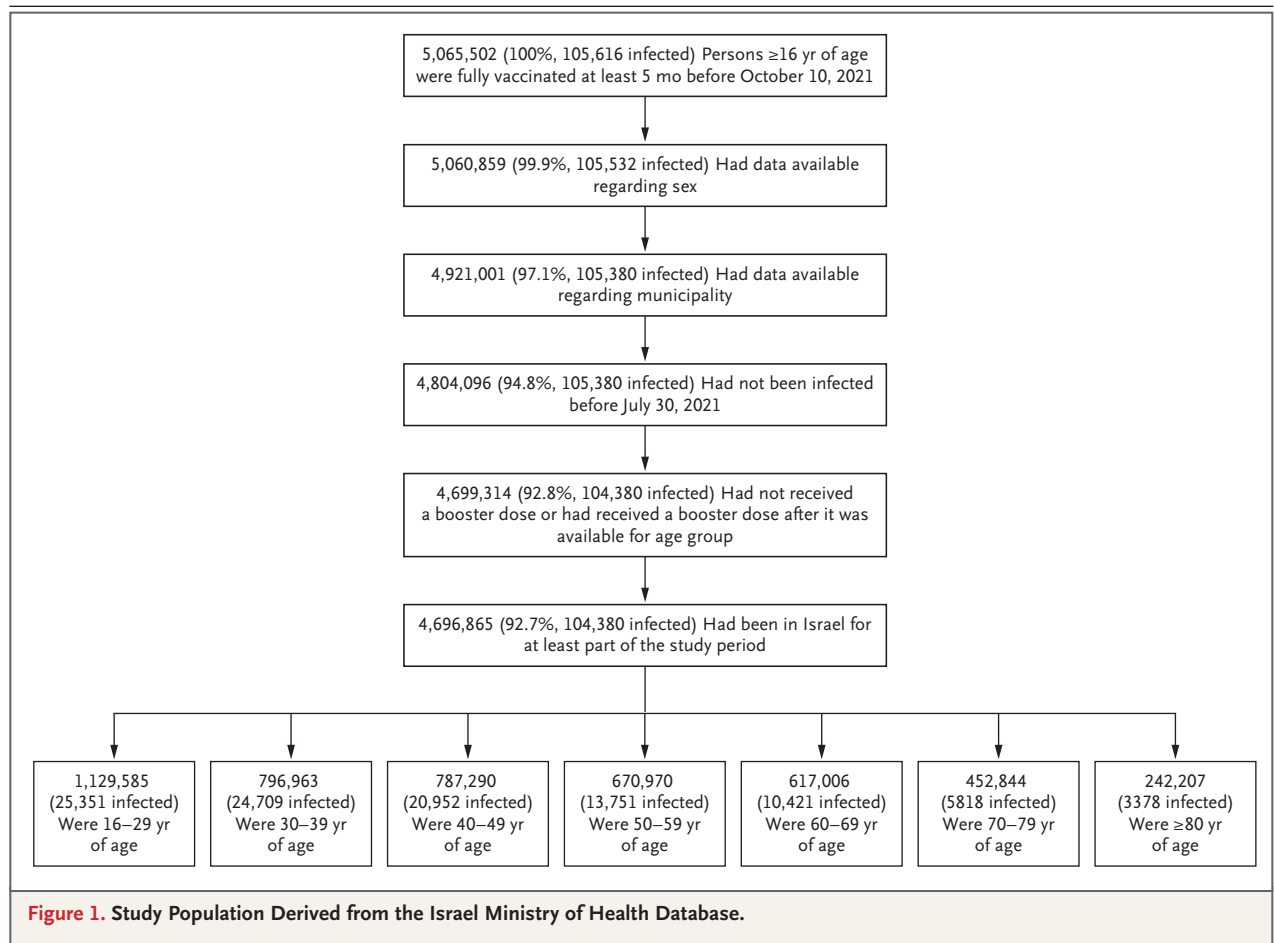 5,065,502 (100%, 105,616 infected) Persons ≥16 yr of age
were fully vaccinated at least 5 mo before October 10, 2021
5,060,859 (99.9%, 105,532 infected) Had data available
regarding sex
4,921,001 (97.1%, 105,380 infected) Had data available
regarding municipality
4,804,096 (94.8%, 105,380 infected) Had not been infected
before July 30, 2021
4,699,314 (92.8%, 104,380 infected) Had not received
a booster dose or had received a booster dose after it was
available for age group
4,696,865 (92.7%, 104,380 infected) Had been in Israel for
at least part of the study period
1,129,585
(25,351 infected)
Were 16–29 yr
of age
796,963
(24,709 infected)
Were 30–39 yr
of age
787,290
(20,952 infected)
Were 40–49 yr
of age
670,970
(13,751 infected)
Were 50–59 yr
of age
617,006
(10,421 infected)
Were 60–69 yr
of age
452,844
(5818 infected)
Were 70–79 yr
of age
242,207
(3378 infected)
Were ≥80 yr
of age
Figure 1. Study Population Derived from the Israel Ministry of Health Database.